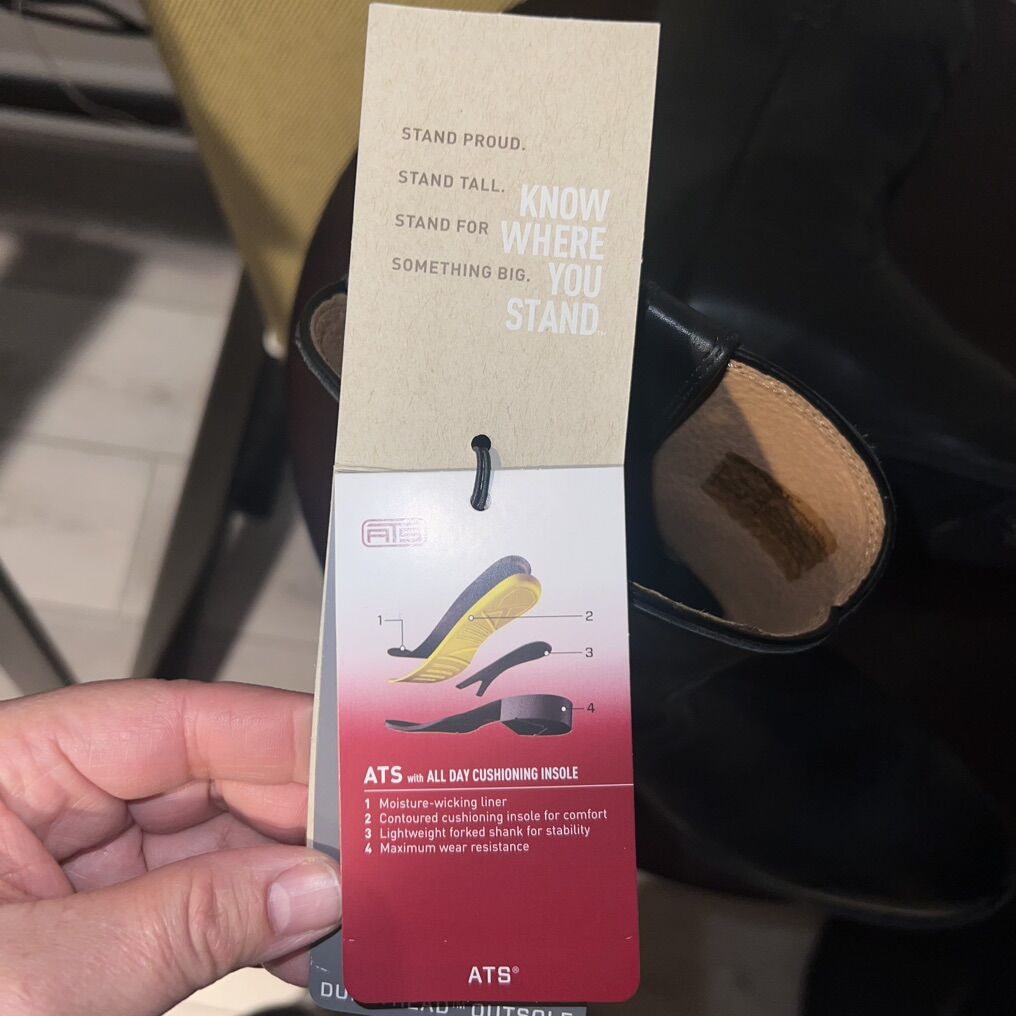 STAND PROUD.
STAND TALL.
STAND FOR
SOMETHING BIG.
KNOW
WHERE
YOU
STAND™
ATS
1
2
3
4
ATS with ALL DAY CUSHIONING INSOLE
1 Moisture-wicking liner
2 Contoured cushioning insole for comfort
3 Lightweight forked shank for stability
4 Maximum wear resistance
ATS®
OUTSOLE